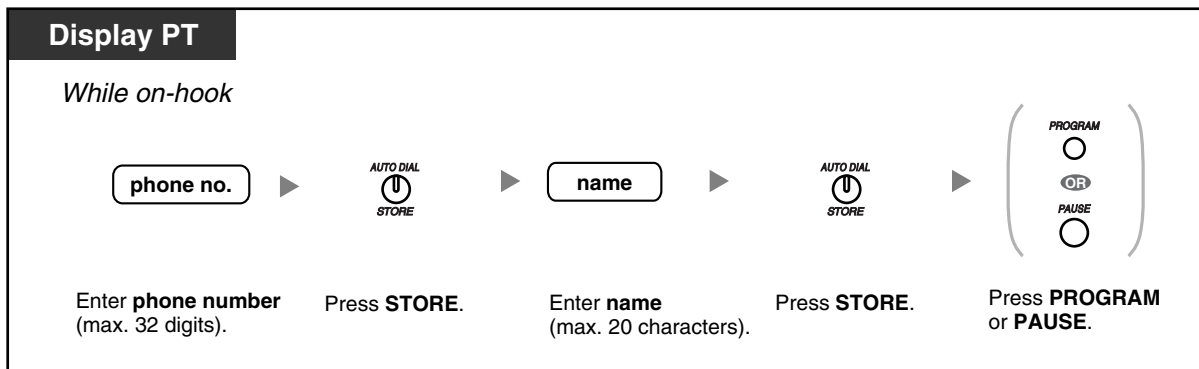 Display PT
While on-hook
phone no.
AUTO DIAL
STORE
name
AUTO DIAL
STORE
PROGRAM
OR
PAUSE
Enter phone number
(max. 32 digits).
Press STORE.
Enter name
(max. 20 characters).
Press STORE.
Press PROGRAM
or PAUSE.